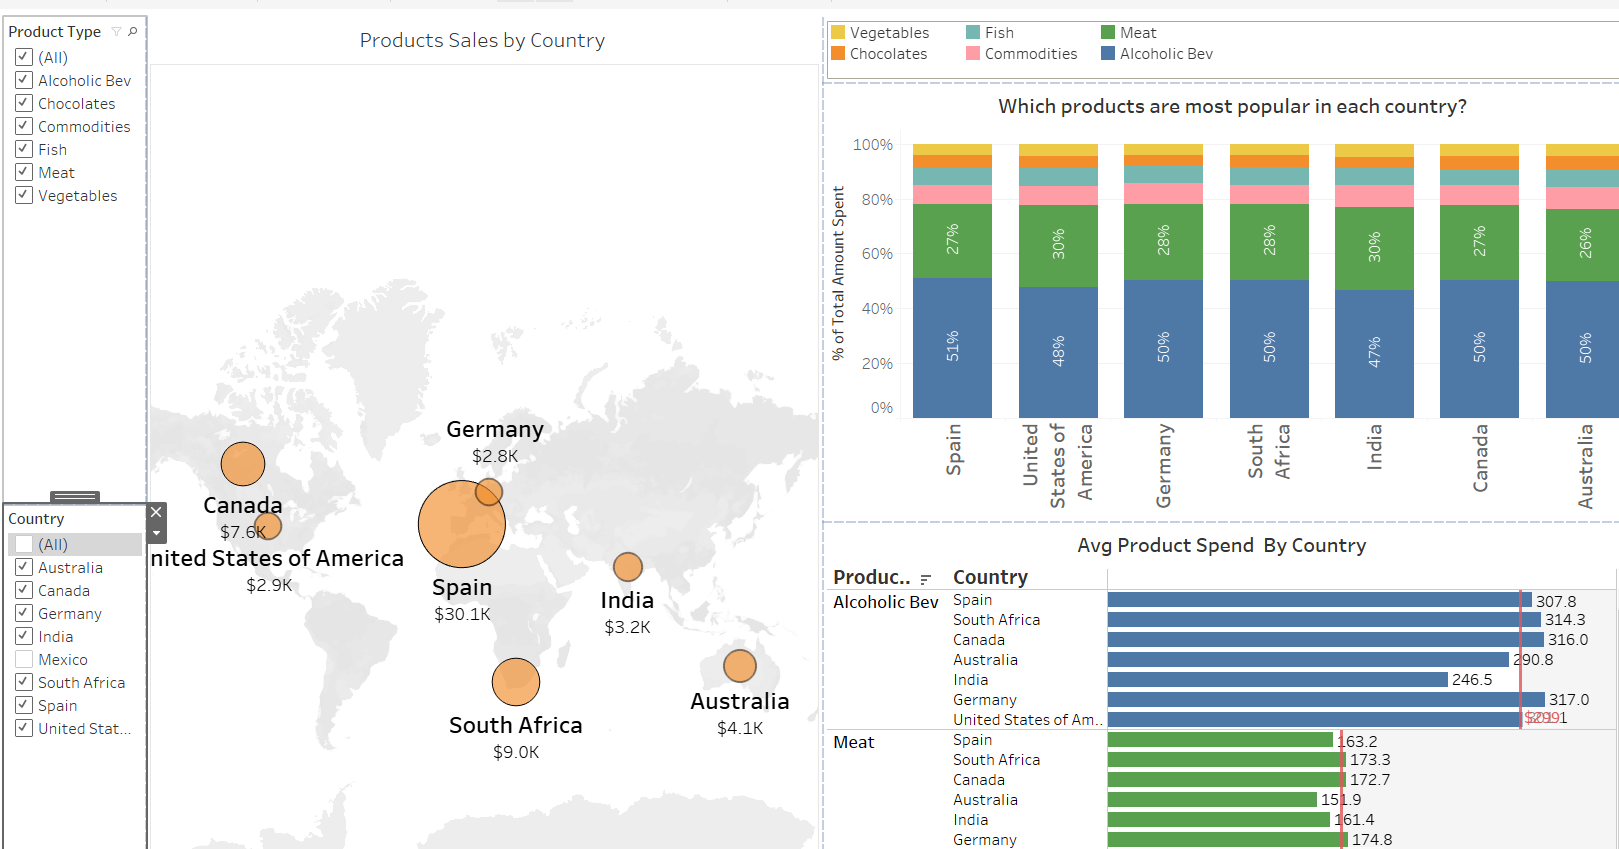 Product Type
(All)
Alcoholic Bev
Chocolates
Commodities
Fish
Meat
Vegetables
Country
(All)
Australia
Canada
Germany
India
Mexico
South Africa
Spain
United Stat...
Products Sales by Country
Germany
$2.8K
Canada
$7.6K
nited States of America
$2.9K
Spain
$30.1K
India
$3.2K
South Africa
$9.0K
Australia
$4.1K
Vegetables
Fish
Meat
Chocolates
Commodities
Alcoholic Bev
Which products are most popular in each country?
% of Total Amount Spent
100%
80%
60%
40%
20%
0%
27%
30%
28%
28%
30%
27%
26%
51%
48%
50%
50%
47%
50%
50%
Spain
United
States of
America
Germany
South
Africa
India
Canada
Australia
Avg Product Spend By Country
Produc.. Country
Alcoholic Bev
Spain 307.8
South Africa 314.3
Canada 316.0
Australia 290.8
India 246.5
Germany 317.0
United States of Am..
Meat
Spain 163.2
South Africa 173.3
Canada 172.7
Australia 151.9
India 161.4
Germany 174.8